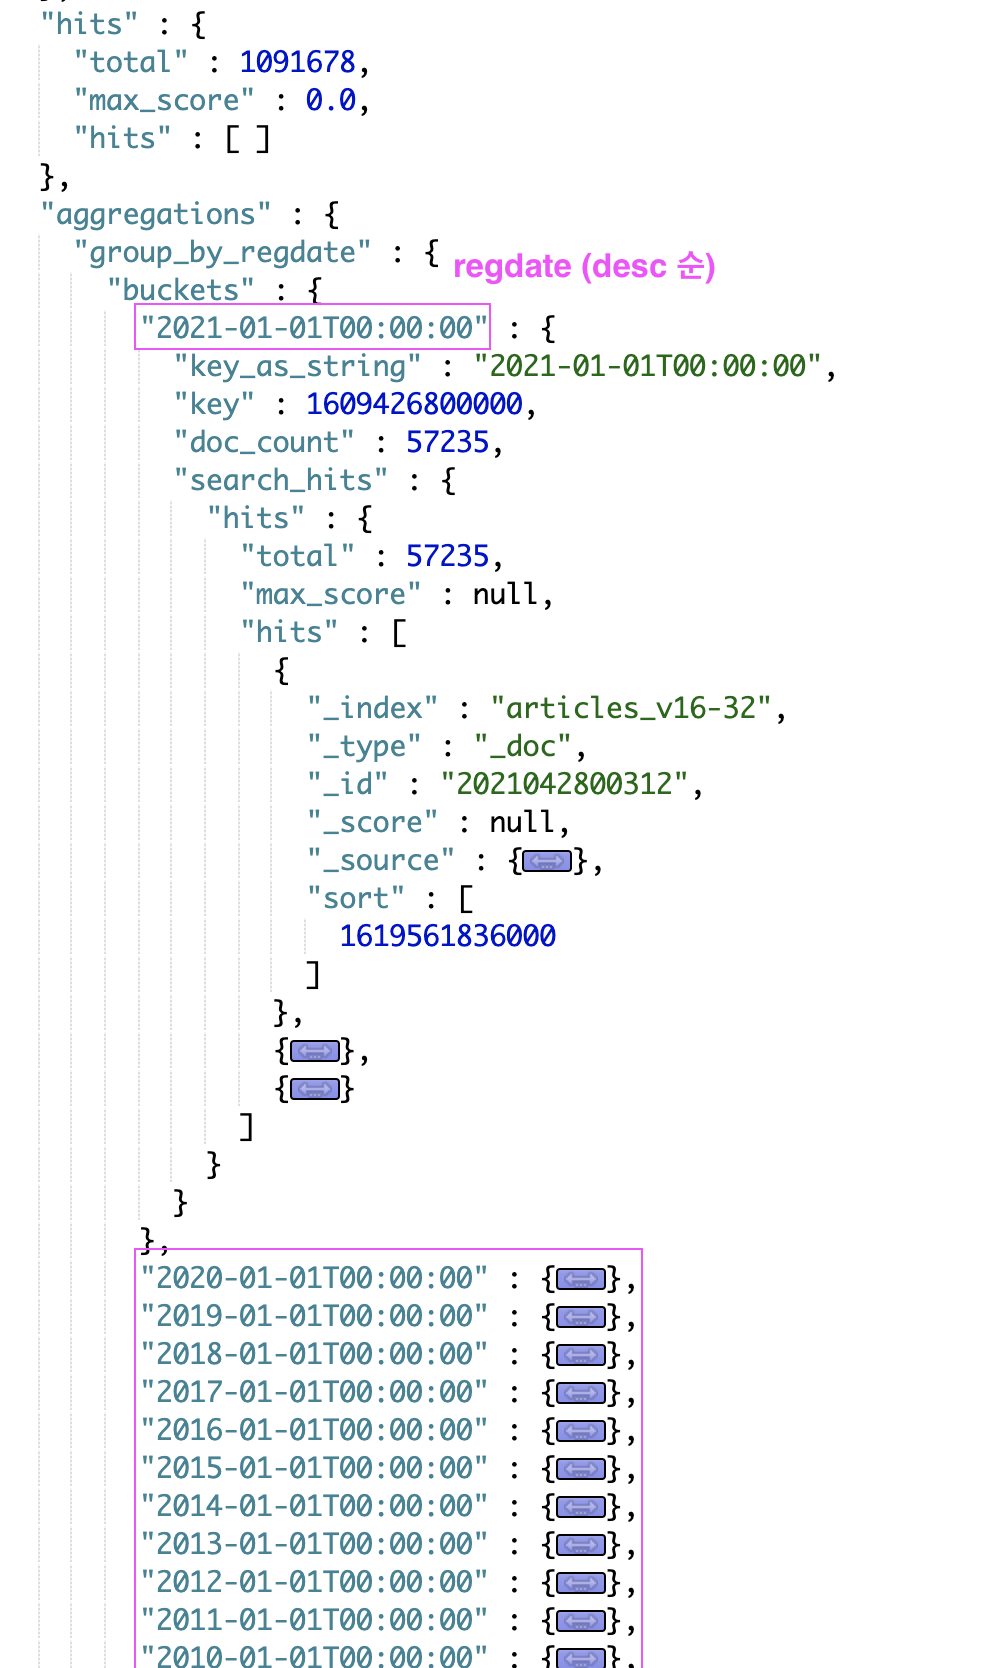 "hits" : {
"total" : 1091678,
"max_score" : 0.0,
"hits" : [ ]
},
"aggregations" : {
"group_by_regdate" : {
regdate (desc 순)
"buckets" : {
"2021-01-01T00:00:00" : {
"key_as_string" : "2021-01-01T00:00:00",
"key" : 1609426800000,
"doc_count" : 57235,
"search_hits" : {
"hits" : {
"total" : 57235,
"max_score" : null,
"hits" : [
{
"_index" : "articles_v16-32",
"_type" : "_doc",
"_id" : "2021042800312",
"_score" : null,
"_source" : {},
"sort" : [
1619561836000
]
},
{},
{}
]
}
}
},
"2020-01-01T00:00:00" : {},
"2019-01-01T00:00:00" : {},
"2018-01-01T00:00:00" : {},
"2017-01-01T00:00:00" : {},
"2016-01-01T00:00:00" : {},
"2015-01-01T00:00:00" : {},
"2014-01-01T00:00:00" : {},
"2013-01-01T00:00:00" : {},
"2012-01-01T00:00:00" : {},
"2011-01-01T00:00:00" : {},
"2010-01-01T00:00:00" : {},